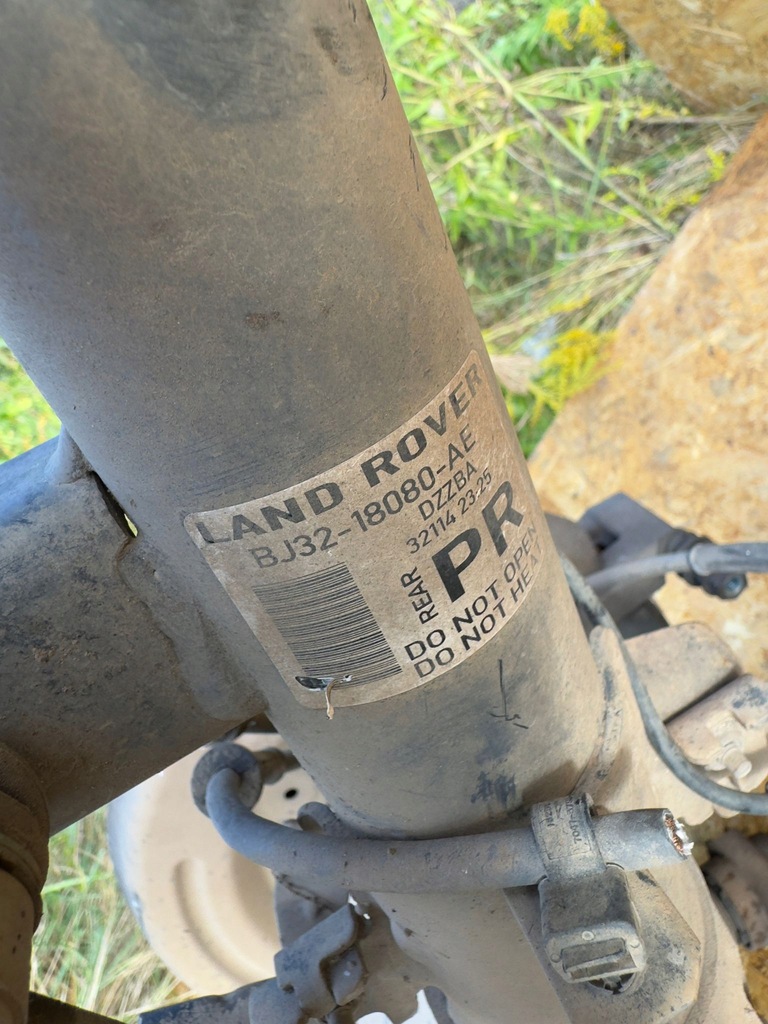 LAND ROVER
BJ32-18080-AE
DZZBA
32114 23:25
REAR PR
DO NOT OPEN
DO NOT HEAT